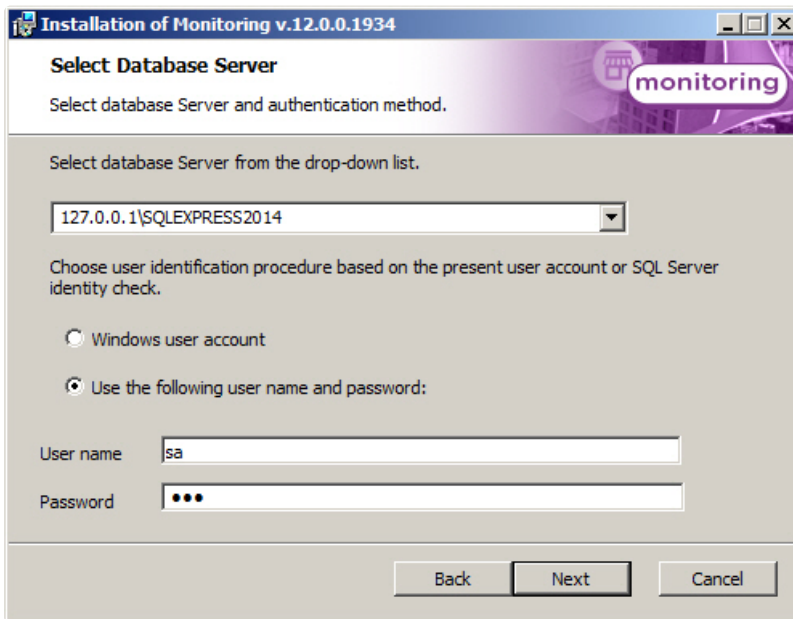 Installation of Monitoring v.12.0.0.1934
Select Database Server
Select database Server and authentication method.
monitoring
Select database Server from the drop-down list.
127.0.0.1\SQLEXPRESS2014
Choose user identification procedure based on the present user account or SQL Server
identity check.
Windows user account
Use the following user name and password:
User name sa
Password •••
Back Next Cancel